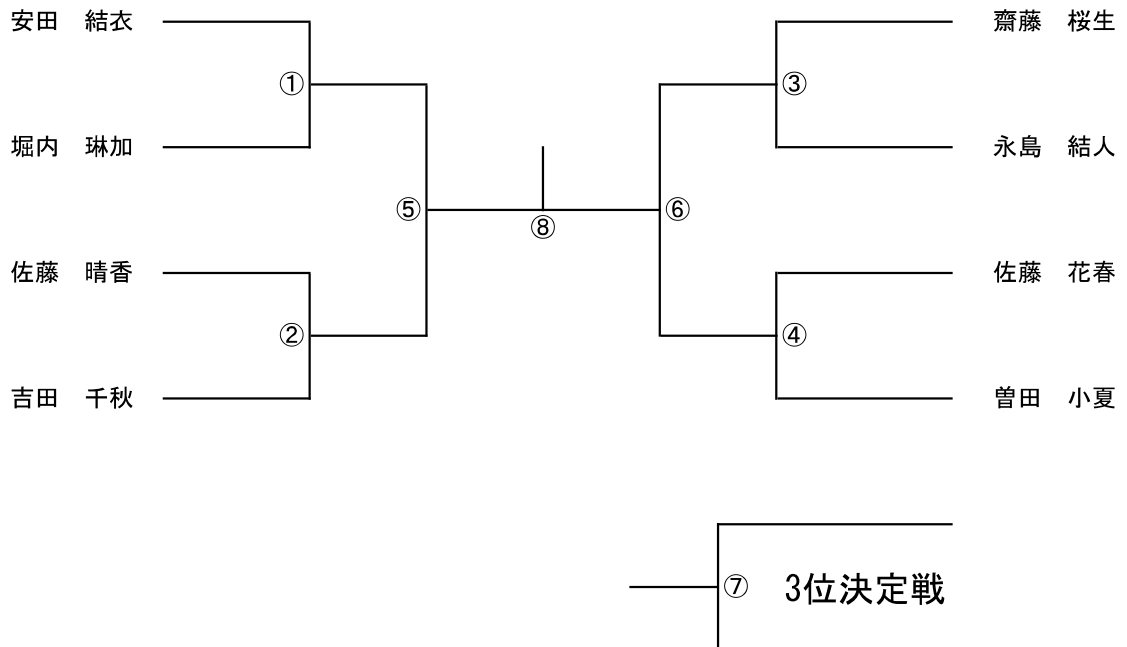 安田　結衣
齋藤　桜生
①
③
堀内　琳加
永島　結人
⑤
⑧
⑥
佐藤　晴香
佐藤　花春
②
④
吉田　千秋
曽田　小夏
⑦　3位決定戦